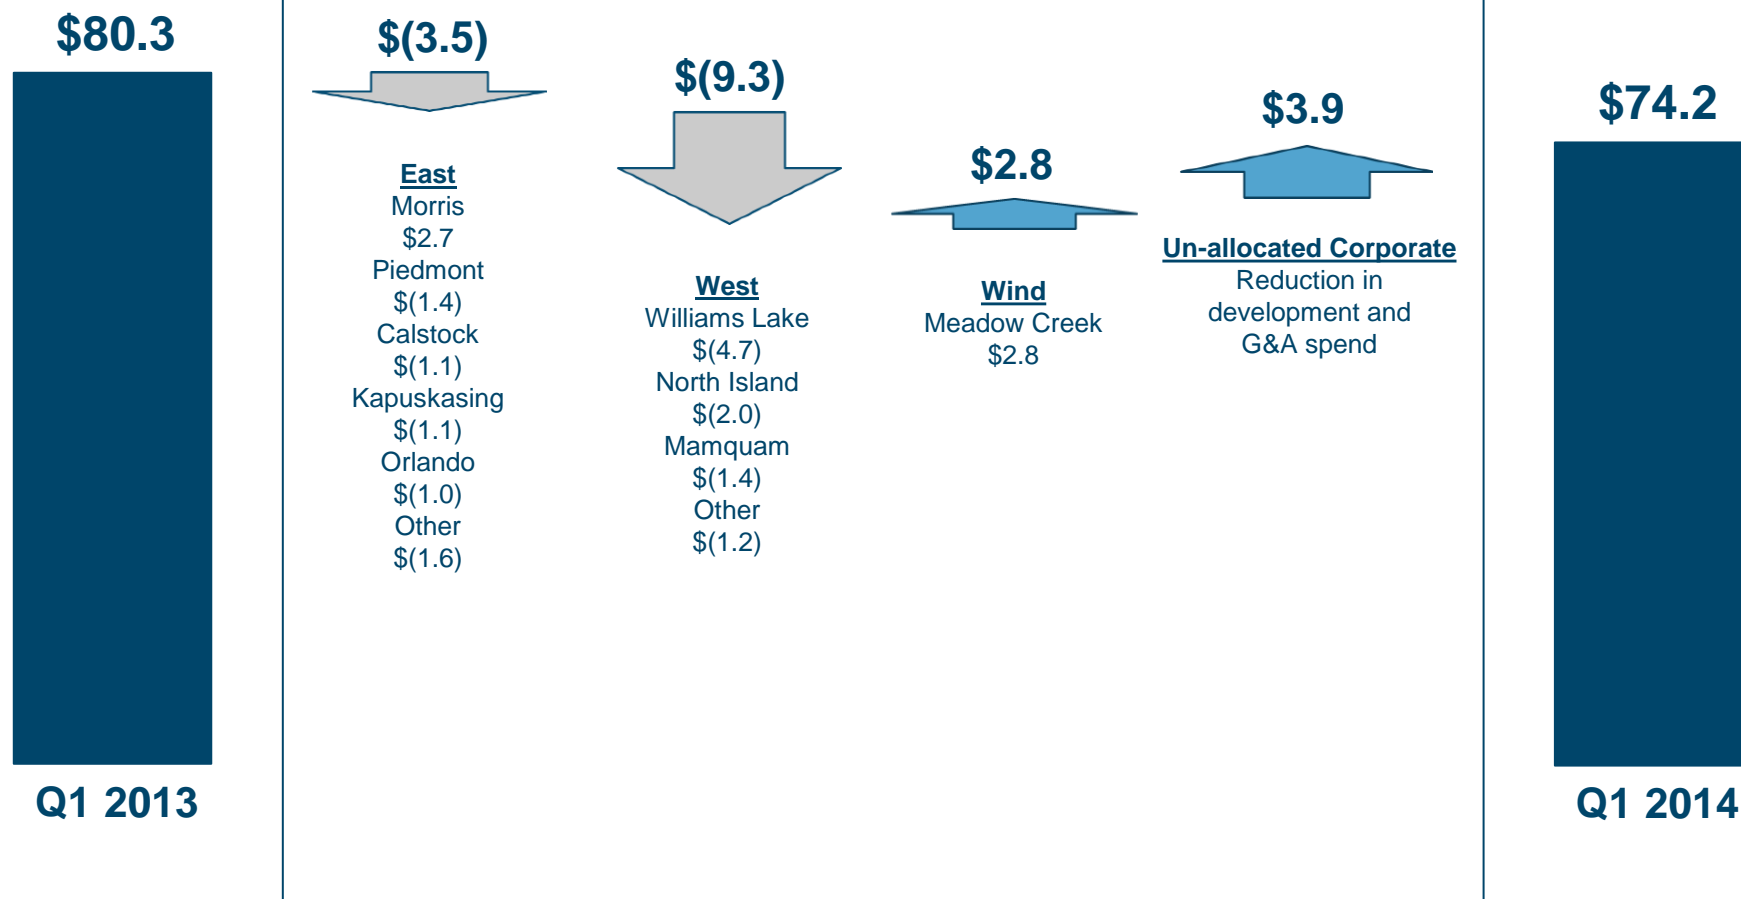 $80.3
Q1 2013
$(3.5)
East
Morris
$2.7
Piedmont
$(1.4)
Calstock
$(1.1)
Kapuskasing
$(1.1)
Orlando
$(1.0)
Other
$(1.6)
$(9.3)
West
Williams Lake
$(4.7)
North Island
$(2.0)
Mamquam
$(1.4)
Other
$(1.2)
$2.8
Wind
Meadow Creek
$2.8
$3.9
Un-allocated Corporate
Reduction in
development and
G&A spend
$74.2
Q1 2014